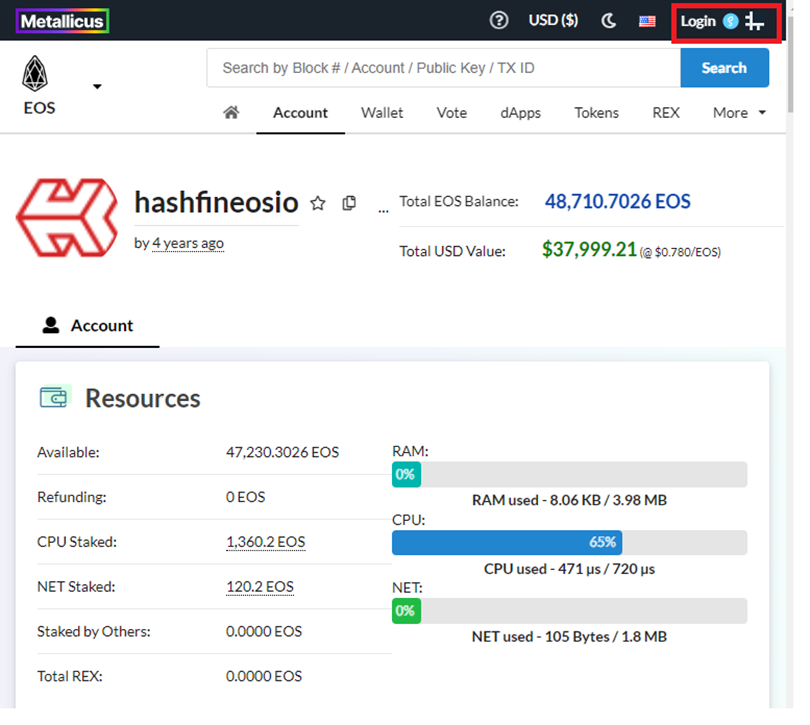 Metallicus
USD ($)
Login
EOS
Search by Block # / Account / Public Key / TX ID
Search
Account Wallet Vote dApps Tokens REX More
hashfineosio
...
by 4 years ago
Total EOS Balance: 48,710.7026 EOS
Total USD Value: $37,999.21 (@ $0.780/EOS)
Account
Resources
Available: 47,230.3026 EOS
Refunding: 0 EOS
CPU Staked: 1,360.2 EOS
NET Staked: 120.2 EOS
Staked by Others: 0.0000 EOS
Total REX: 0.0000 EOS
RAM:
0%
RAM used - 8.06 KB / 3.98 MB
CPU:
65%
CPU used - 471 µs / 720 µs
NET:
0%
NET used - 105 Bytes / 1.8 MB